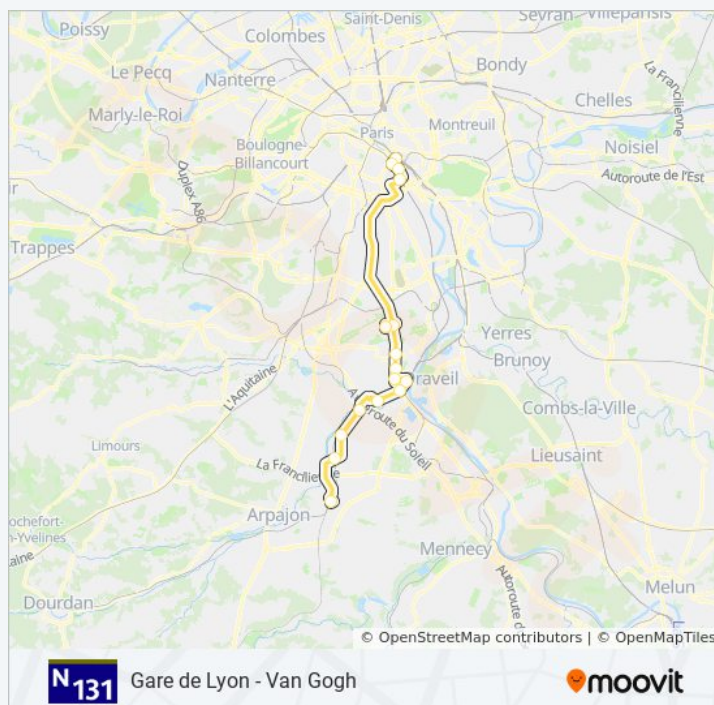 Saint-Denis
Sevran
Villeparisis
Poissy
Colombes
Bondy
Le Pecq
Nanterre
La Francilienne
Chelles
Marly-le-Roi
Paris
Montreuil
Boulogne-
Billancourt
Noisiel
Duplex A86
Autoroute de l'Est
Trappes
Yerres
Brunoy
Draveil
L'Aquitaine
Combs-la-Ville
Autoroute du Soleil
Limours
La Francilienne
Lieusaint
Arpajon
Rochefort-
en-Yvelines
Mennecy
Dourdan
Melun
© OpenStreetMap contributors | © OpenMapTiles
N131
Gare de Lyon - Van Gogh
moovit